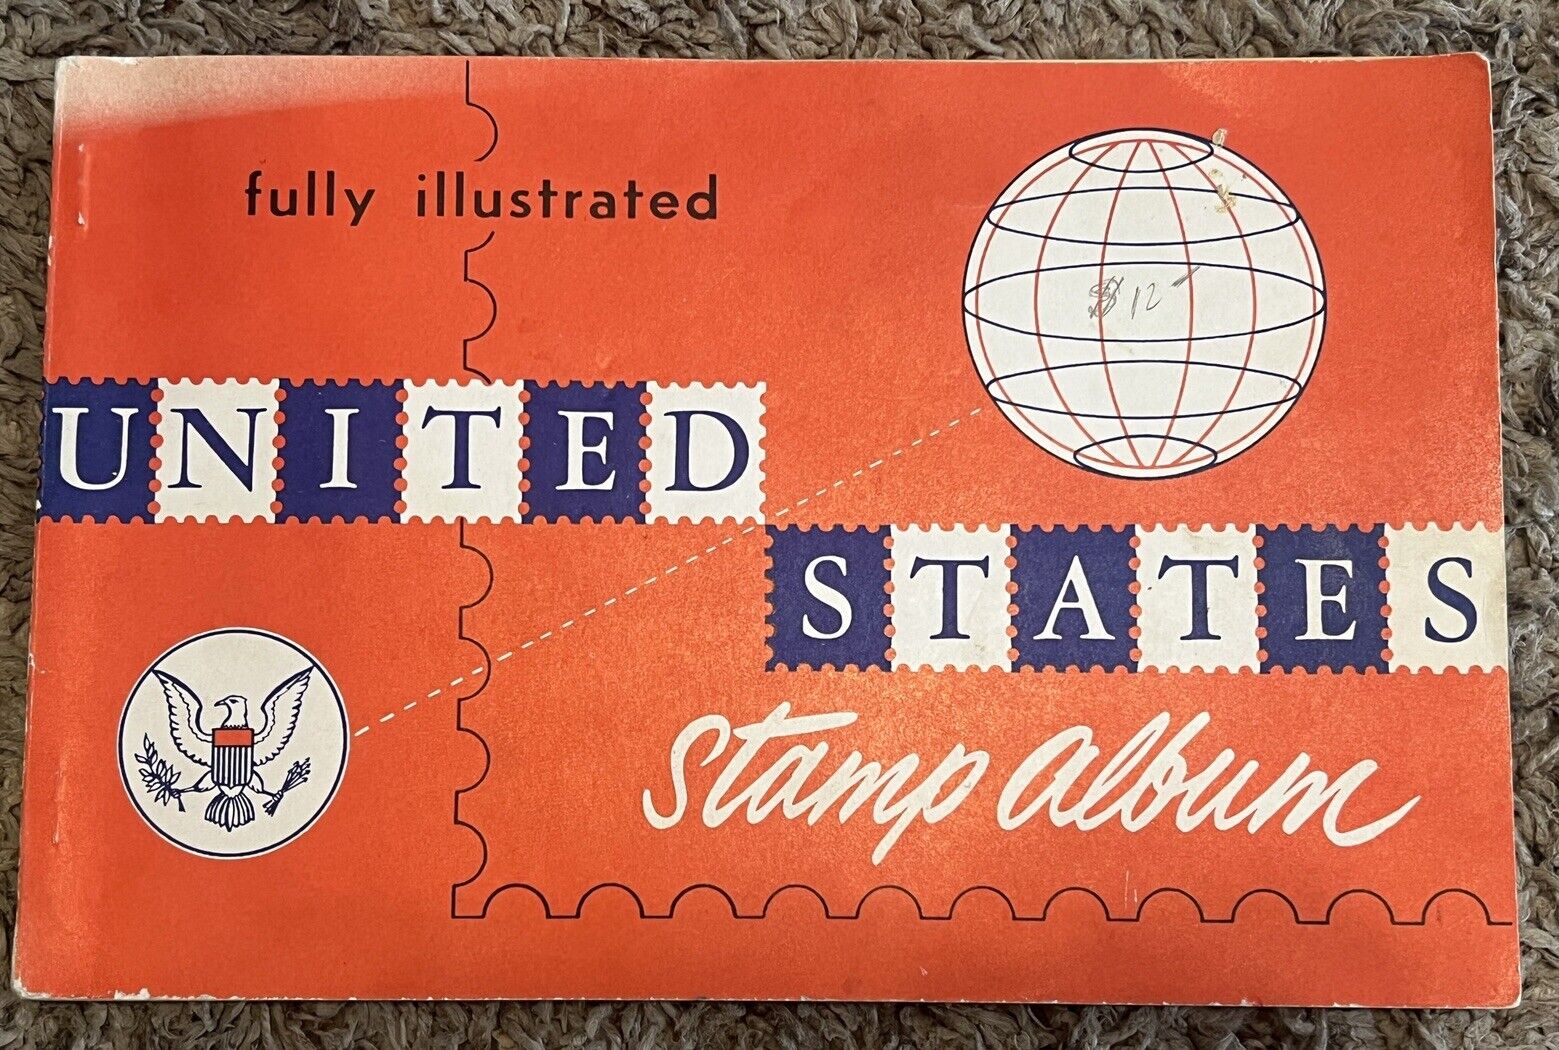 fully illustrated
$12
UNITED
STATES
Stamp Album